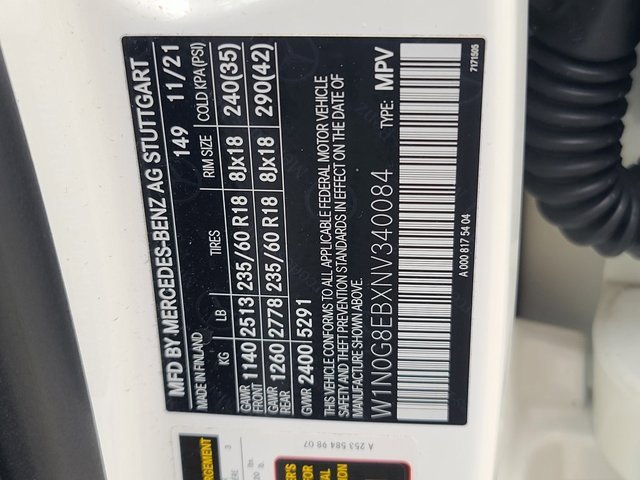 MFD BY MERCEDES-BENZ AG STUTTGART
MADE IN FINLAND 149 11/21
KG LB TIRES RIM SIZE COLD KPA(PSI)
GAWR FRONT 1140 2513 235/60 R18 8Jx18 240(35)
GAWR REAR 1260 2778 235/60 R18 8Jx18 290(42)
GVWR 2400 5291
THIS VEHICLE CONFORMS TO ALL APPLICABLE FEDERAL MOTOR VEHICLE
SAFETY AND THEFT PREVENTION STANDARDS IN EFFECT ON THE DATE OF
MANUFACTURE SHOWN ABOVE.
W1N0G8EBXNV340084 TYPE: MPV
A 000 817 54 04
7171505
A 253 584 98 07